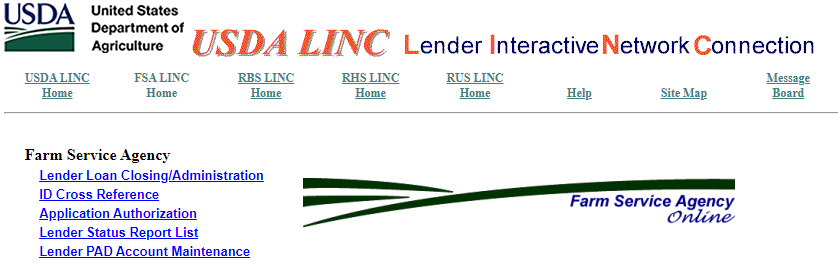 USDA
United States
Department of
Agriculture
USDA LINC
Lender Interactive Network Connection
USDA LINC Home
FSA LINC Home
RBS LINC Home
RHS LINC Home
RUS LINC Home
Help
Site Map
Message Board
Farm Service Agency
Lender Loan Closing/Administration
ID Cross Reference
Application Authorization
Lender Status Report List
Lender PAD Account Maintenance
Farm Service Agency
Online